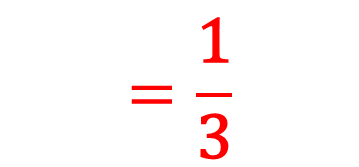 = 1/3